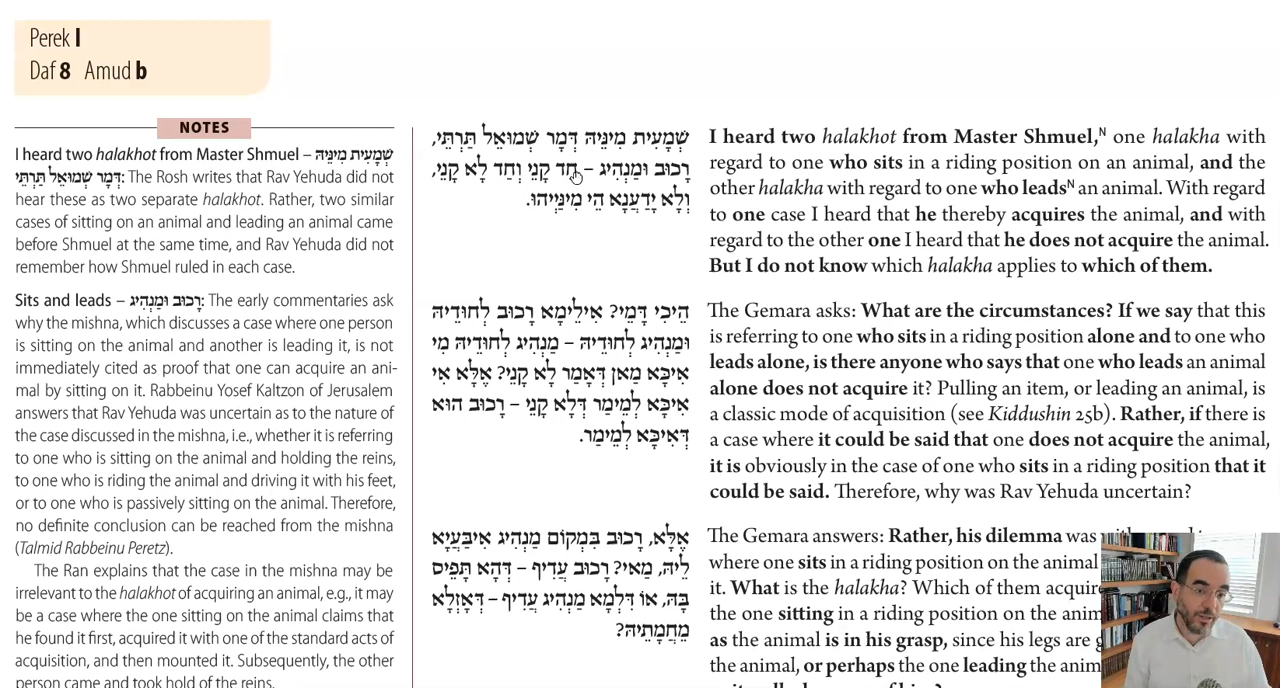 Perek I
Daf 8 Amud b
NOTES
I heard two halakhot from Master Shmuel – שְׁמָעִית מִינֵּיהּ
דְּמָר שְׁמוּאֵל תַּרְתֵּי: The Rosh writes that Rav Yehuda did not
hear these as two separate halakhot. Rather, two similar
cases of sitting on an animal and leading an animal came
before Shmuel at the same time, and Rav Yehuda did not
remember how Shmuel ruled in each case.
Sits and leads – רָכוּב וּמַנְהִיג: The early commentaries ask
why the mishna, which discusses a case where one person
is sitting on the animal and another is leading it, is not
immediately cited as proof that one can acquire an ani-
mal by sitting on it. Rabbeinu Yosef Kaltzon of Jerusalem
answers that Rav Yehuda was uncertain as to the nature of
the case discussed in the mishna, i.e., whether it is referring
to one who is sitting on the animal and holding the reins,
to one who is riding the animal and driving it with his feet,
or to one who is passively sitting on the animal. Therefore,
no definite conclusion can be reached from the mishna
(Talmid Rabbeinu Peretz).
The Ran explains that the case in the mishna may be
irrelevant to the halakhot of acquiring an animal, e.g., it may
be a case where the one sitting on the animal claims that
he found it first, acquired it with one of the standard acts of
acquisition, and then mounted it. Subsequently, the other
person came and took hold of the reins.
שְׁמָעִית מִינֵּיהּ דְּמָר שְׁמוּאֵל תַּרְתֵּי,
רָכוּב וּמַנְהִיג – חַד קָנֵי וְחַד לָא קָנֵי,
וְלָא יָדַעְנָא הֵי מִינַּיְיהוּ.
הֵיכִי דָּמֵי? אִילֵימָא רָכוּב לְחוּדֵיהּ
וּמַנְהִיג לְחוּדֵיהּ – מַנְהִיג לְחוּדֵיהּ מִי
אִיכָּא מַאן דְּאָמַר לָא קָנֵי? אֶלָּא אִי
אִיכָּא לְמֵימַר דְּלָא קָנֵי – רָכוּב הוּא
דְּאִיכָּא לְמֵימַר.
אֶלָּא, רָכוּב בִּמְקוֹם מַנְהִיג אִיבַּעְיָא
לֵיהּ, מַאי? רָכוּב עֲדִיף – דְּהָא תָּפֵיס
בָּהּ, אוֹ דִּלְמָא מַנְהִיג עֲדִיף – דְּאָזְלָא
מֵחֲמָתֵיהּ?
I heard two halakhot from Master Shmuel,N one halakha with
regard to one who sits in a riding position on an animal, and the
other halakha with regard to one who leadsN an animal. With regard
to one case I heard that he thereby acquires the animal, and with
regard to the other one I heard that he does not acquire the animal.
But I do not know which halakha applies to which of them.
The Gemara asks: What are the circumstances? If we say that this
is referring to one who sits in a riding position alone and to one who
leads alone, is there anyone who says that one who leads an animal
alone does not acquire it? Pulling an item, or leading an animal, is
a classic mode of acquisition (see Kiddushin 25b). Rather, if there is
a case where it could be said that one does not acquire the animal,
it is obviously in the case of one who sits in a riding position that it
could be said. Therefore, why was Rav Yehuda uncertain?
The Gemara answers: Rather, his dilemma was
where one sits in a riding position on the animal
it. What is the halakha? Which of them
the one sitting in a riding position on the
as the animal is in his grasp, since his legs are
the animal, or perhaps the one leading the